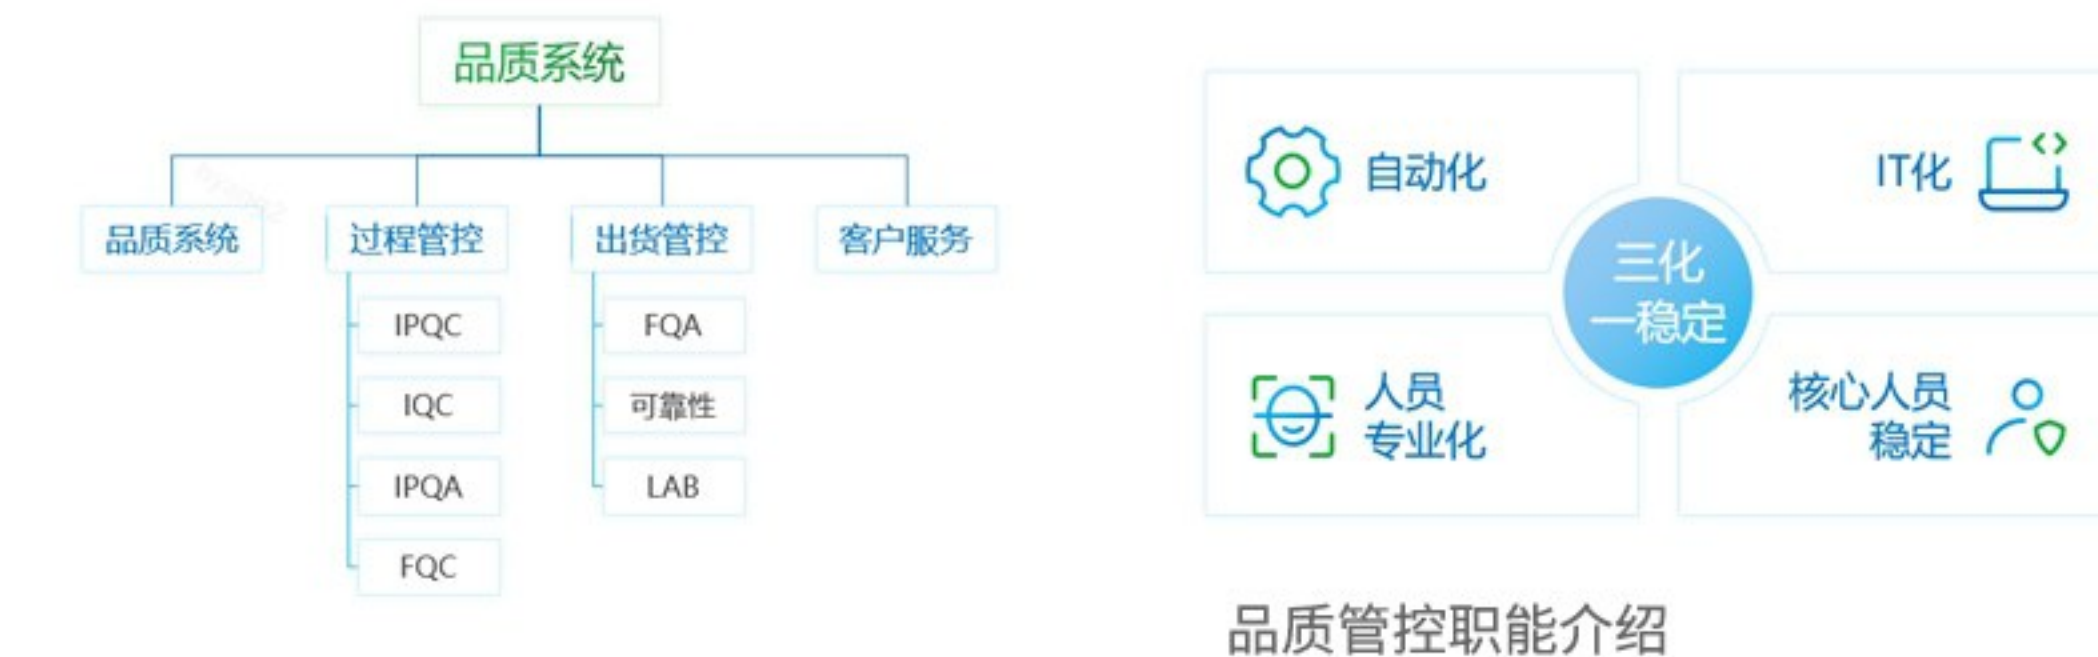 品质系统
品质系统
过程管控
出货管控
客户服务
IPQC
IQC
IPQA
FQC
FQA
可靠性
LAB
自动化
IT化
三化
一稳定
人员
专业化
核心人员
稳定
品质管控职能介绍